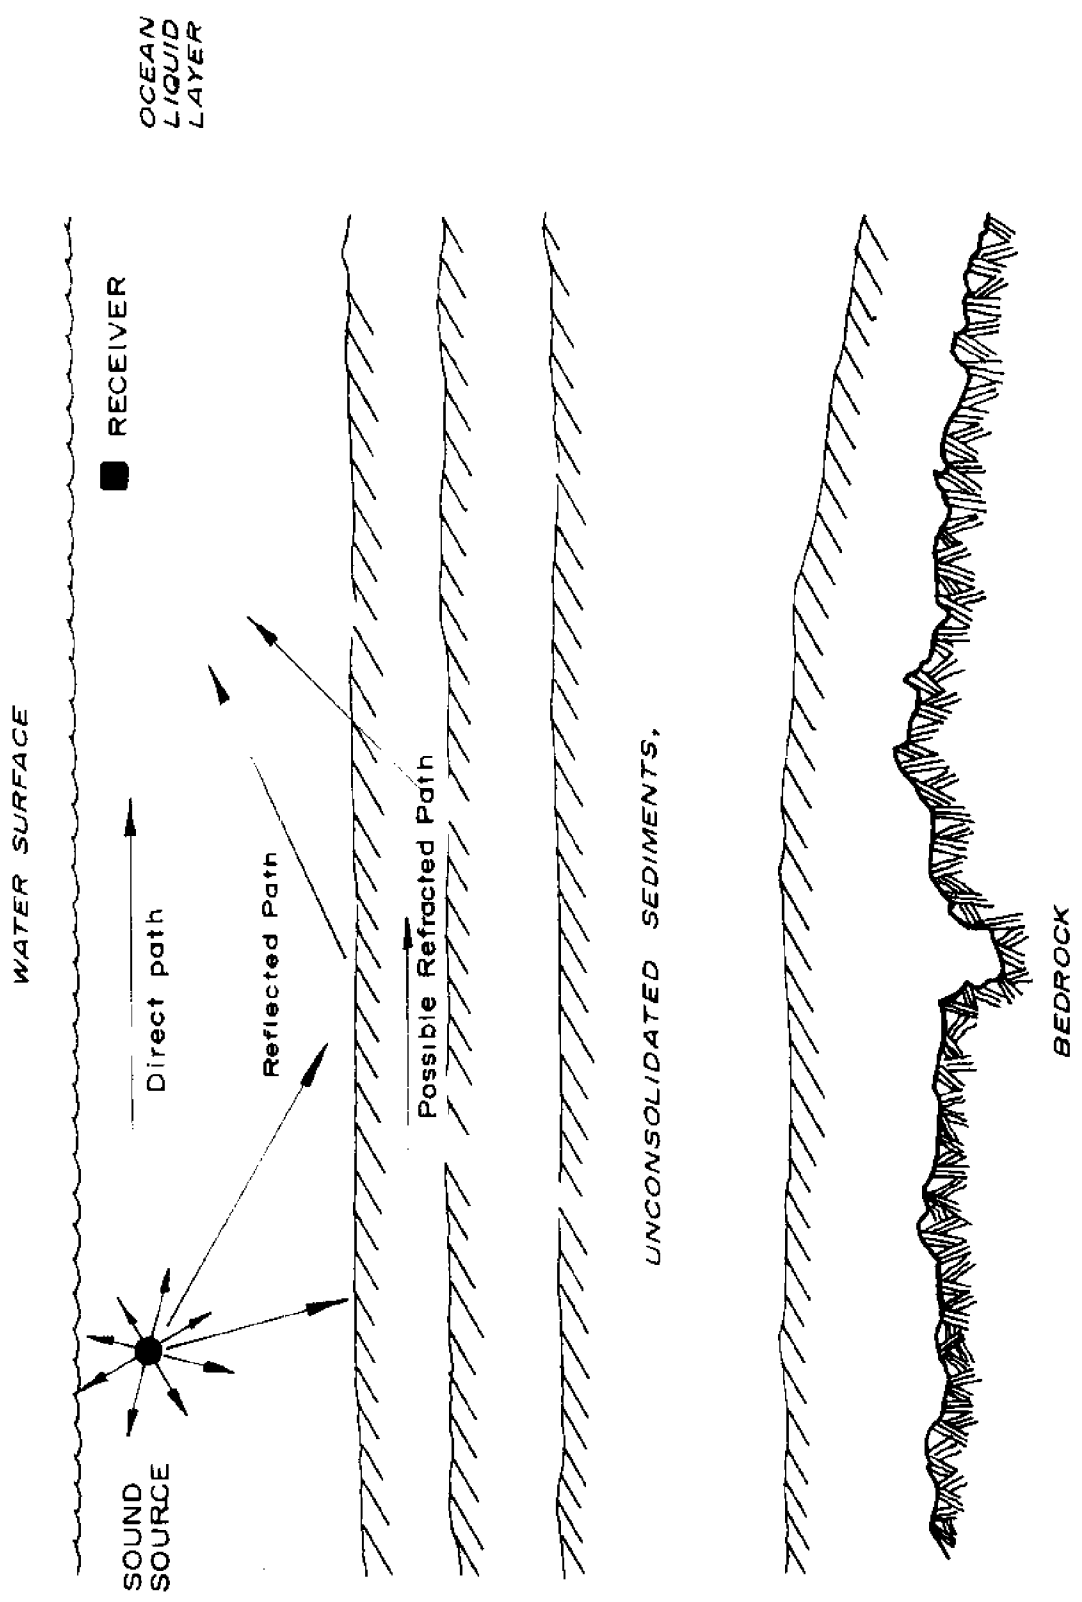 WATER SURFACE
OCEAN
LIQUID
LAYER
SOUND
SOURCE
RECEIVER
Direct path
Reflected Path
Possible Refracted Path
UNCONSOLIDATED SEDIMENTS,
BEDROCK